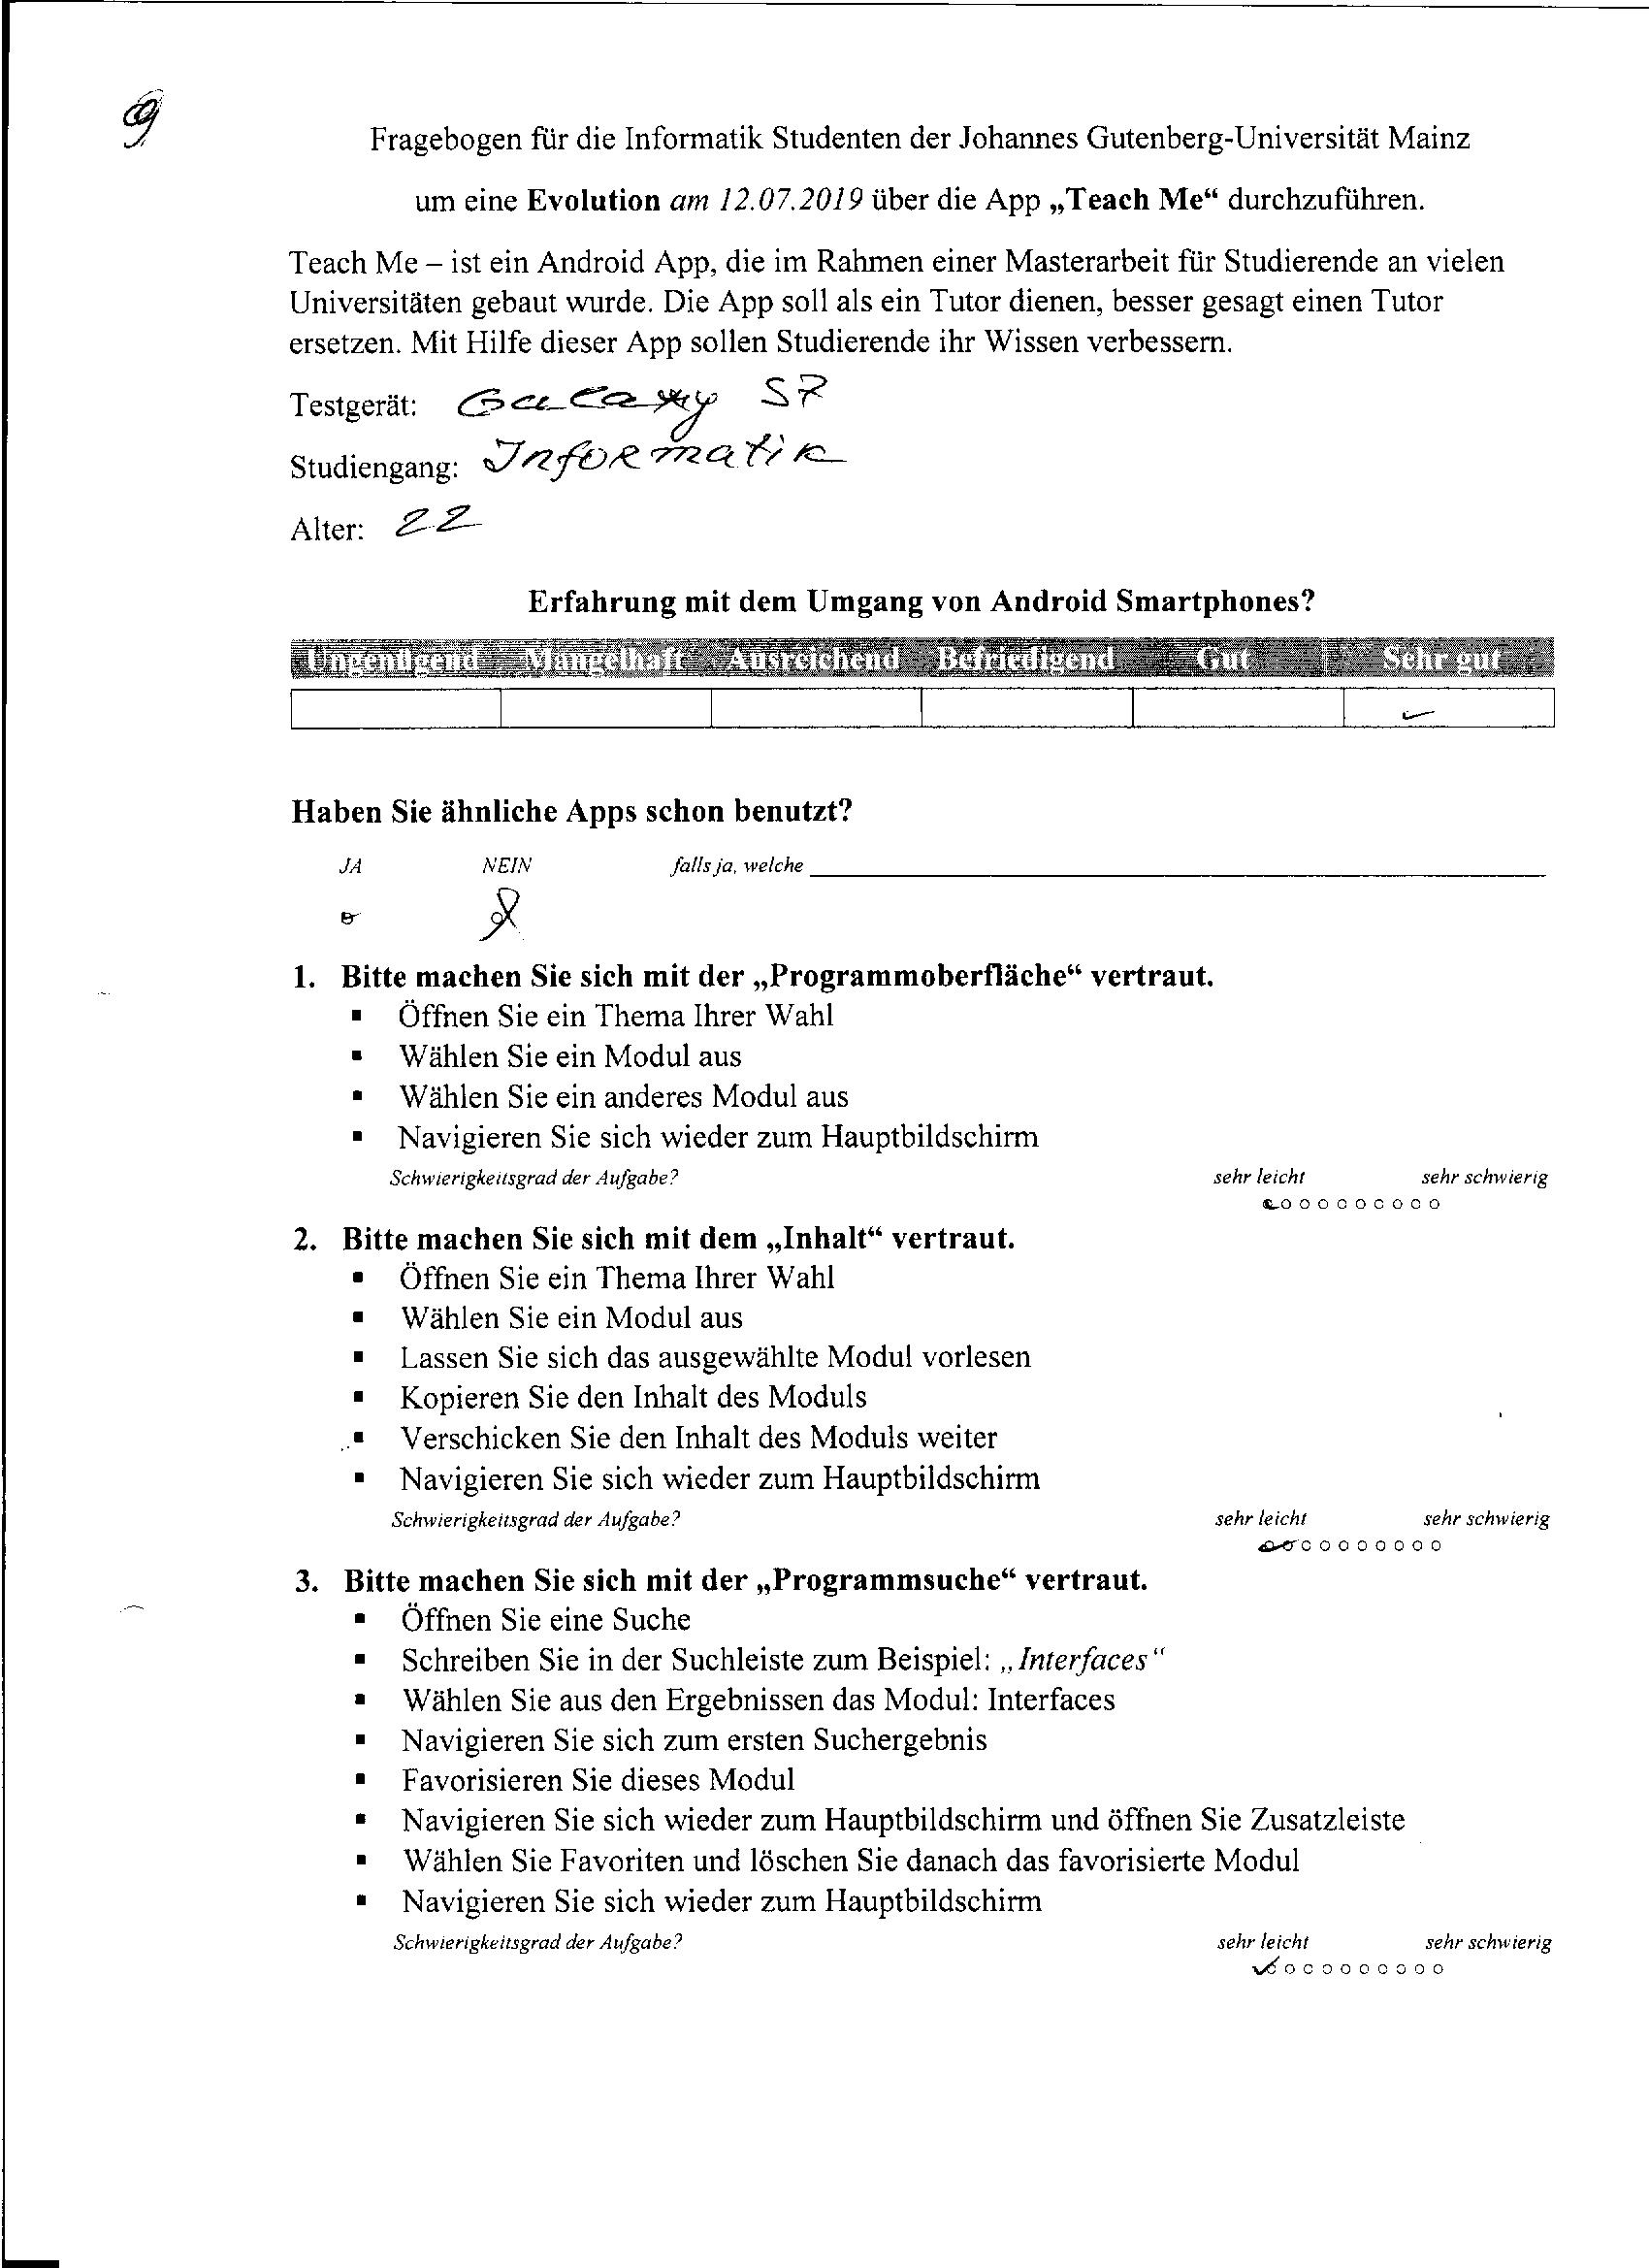 9
Fragebogen für die Informatik Studenten der Johannes Gutenberg-Universität Mainz
um eine Evolution am 12.07.2019 über die App „Teach Me“ durchzuführen.
Teach Me – ist ein Android App, die im Rahmen einer Masterarbeit für Studierende an vielen
Universitäten gebaut wurde. Die App soll als ein Tutor dienen, besser gesagt einen Tutor
ersetzen. Mit Hilfe dieser App sollen Studierende ihr Wissen verbessern.
Testgerät: Galaxy S7
Studiengang: Informatik
Alter: 22
Erfahrung mit dem Umgang von Android Smartphones?
Ungenügend Mangelhaft Ausreichend Befriedigend Gut Sehr gut
Haben Sie ähnliche Apps schon benutzt?
JA NEIN falls ja, welche
1. Bitte machen Sie sich mit der „Programmoberfläche“ vertraut.
▪ Öffnen Sie ein Thema Ihrer Wahl
▪ Wählen Sie ein Modul aus
▪ Wählen Sie ein anderes Modul aus
▪ Navigieren Sie sich wieder zum Hauptbildschirm
Schwierigkeitsgrad der Aufgabe? sehr leicht sehr schwierig
2. Bitte machen Sie sich mit dem „Inhalt“ vertraut.
▪ Öffnen Sie ein Thema Ihrer Wahl
▪ Wählen Sie ein Modul aus
▪ Lassen Sie sich das ausgewählte Modul vorlesen
▪ Kopieren Sie den Inhalt des Moduls
▪ Verschicken Sie den Inhalt des Moduls weiter
▪ Navigieren Sie sich wieder zum Hauptbildschirm
Schwierigkeitsgrad der Aufgabe? sehr leicht sehr schwierig
3. Bitte machen Sie sich mit der „Programmsuche“ vertraut.
▪ Öffnen Sie eine Suche
▪ Schreiben Sie in der Suchleiste zum Beispiel: „Interfaces“
▪ Wählen Sie aus den Ergebnissen das Modul: Interfaces
▪ Navigieren Sie sich zum ersten Suchergebnis
▪ Favorisieren Sie dieses Modul
▪ Navigieren Sie sich wieder zum Hauptbildschirm und öffnen Sie Zusatzleiste
▪ Wählen Sie Favoriten und löschen Sie danach das favorisierte Modul
▪ Navigieren Sie sich wieder zum Hauptbildschirm
Schwierigkeitsgrad der Aufgabe? sehr leicht sehr schwierig